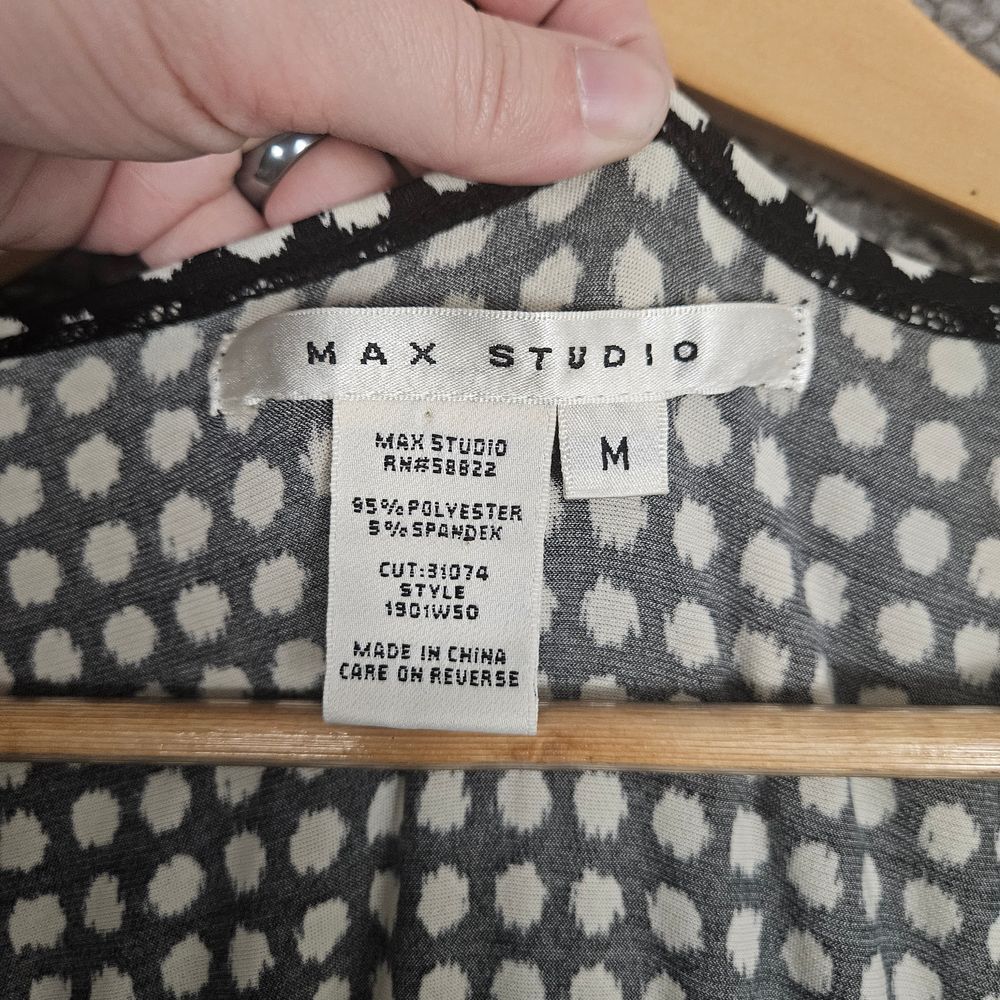 MAX STUDIO
M
MAX STUDIO
RN#58822
95%POLYESTER
5%SPANDEX
CUT:31074
STYLE
1901W50
MADE IN CHINA
CARE ON REVERSE